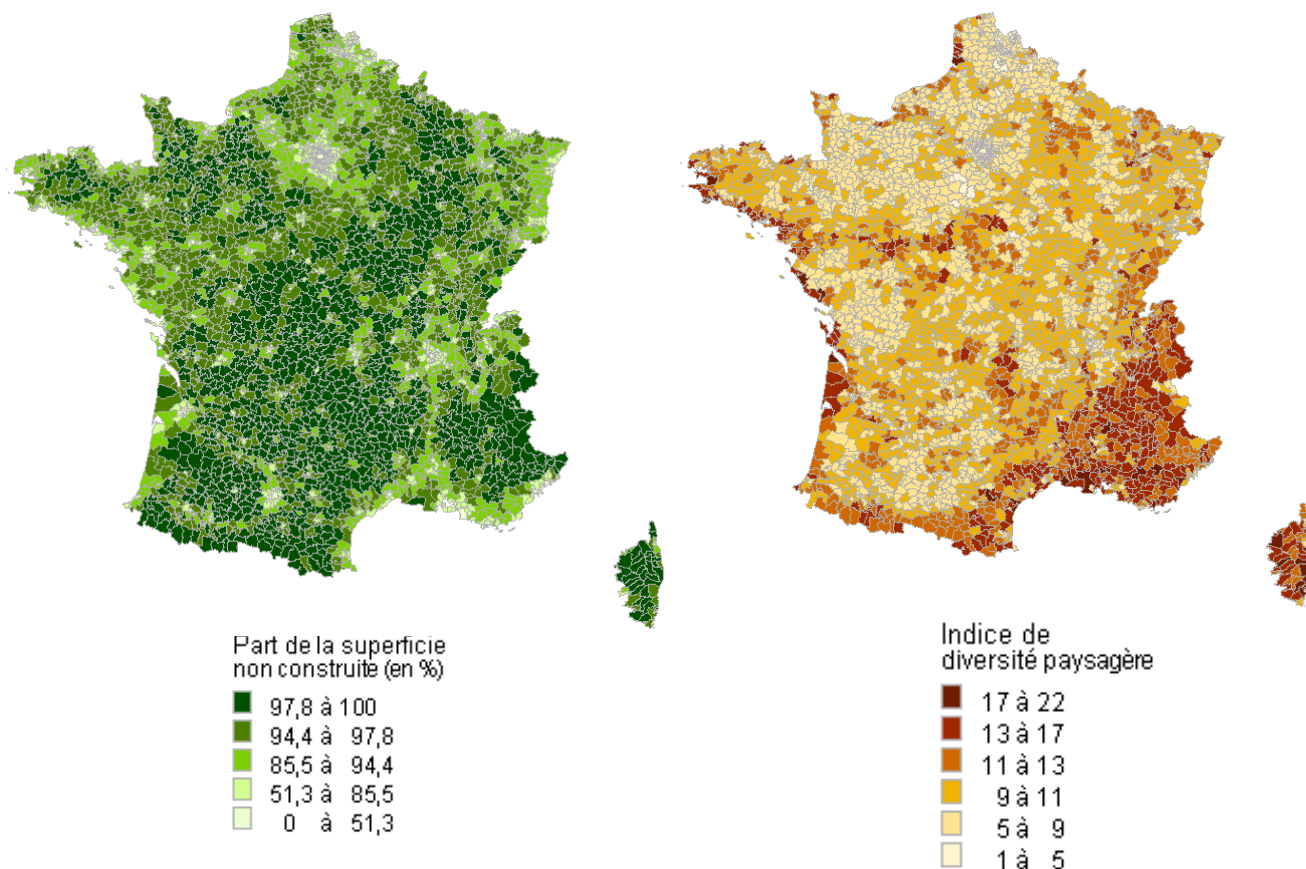 Part de la superficie
non construite (en %)
97,8 à 100
94,4 à 97,8
85,5 à 94,4
51,3 à 85,5
0 à 51,3
Indice de
diversité paysagère
17 à 22
13 à 17
11 à 13
9 à 11
5 à 9
1 à 5